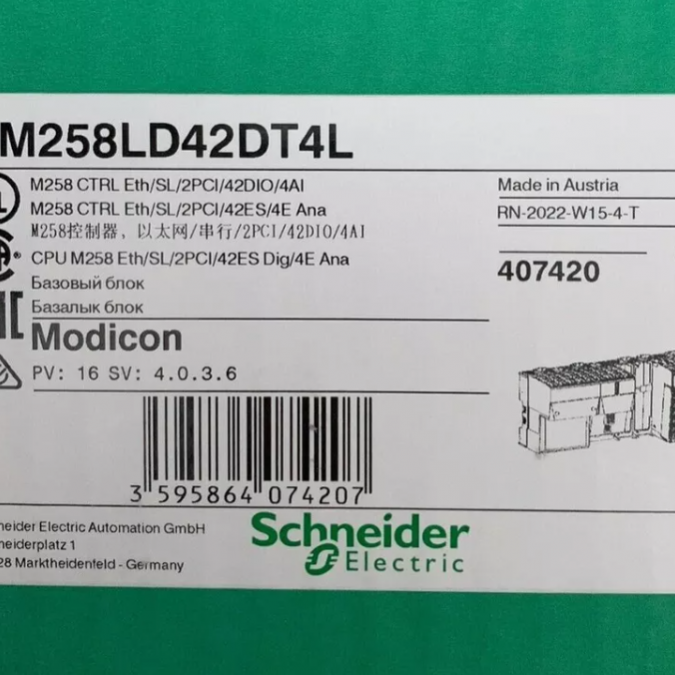 M258LD42DT4L
M258 CTRL Eth/SL/2PCI/42DIO/4AI
M258 CTRL Eth/SL/2PCI/42ES/4E Ana
M258控制器，以太网/串行/2PCI/42DIO/4AI
CPU M258 Eth/SL/2PCI/42ES Dig/4E Ana
Базовый блок
Базалык блок
Modicon
PV: 16 SV: 4.0.3.6
Made in Austria
RN-2022-W15-4-T
407420
3 595864 074207
neider Electric Automation GmbH
neiderplatz 1
28 Marktheidenfeld - Germany
Schneider
Electric